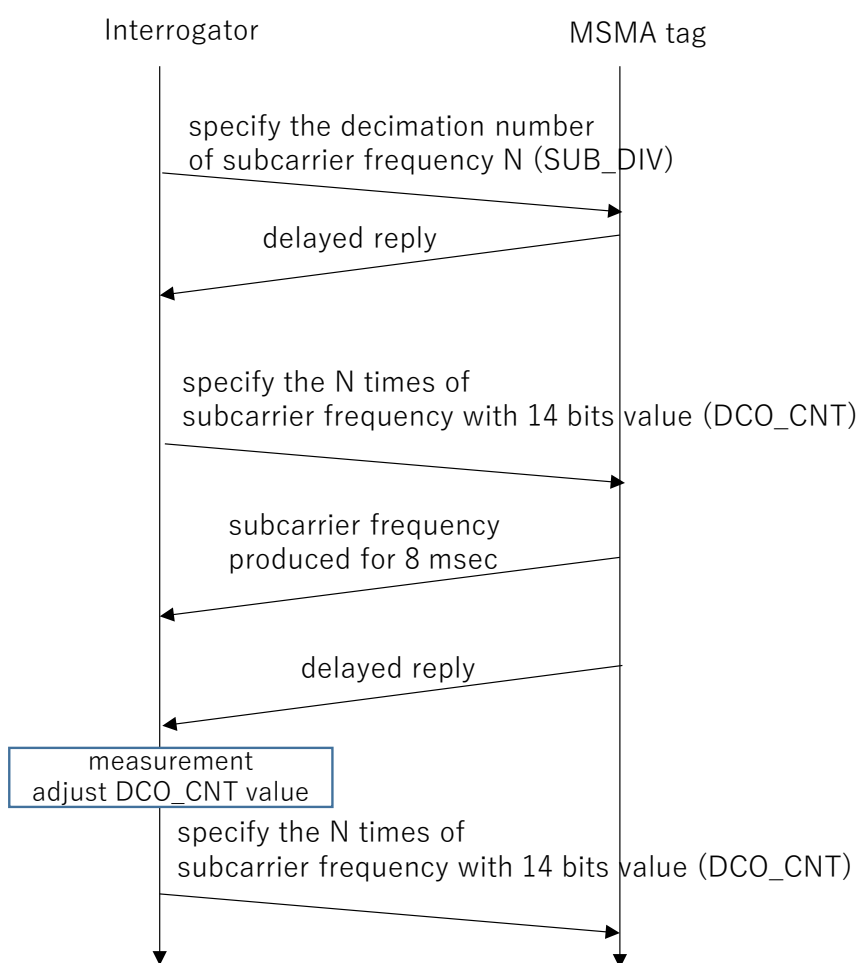 Interrogator
MSMA tag
specify the decimation number
of subcarrier frequency N (SUB_DIV)
delayed reply
specify the N times of
subcarrier frequency with 14 bits value (DCO_CNT)
subcarrier frequency
produced for 8 msec
delayed reply
measurement
adjust DCO_CNT value
specify the N times of
subcarrier frequency with 14 bits value (DCO_CNT)